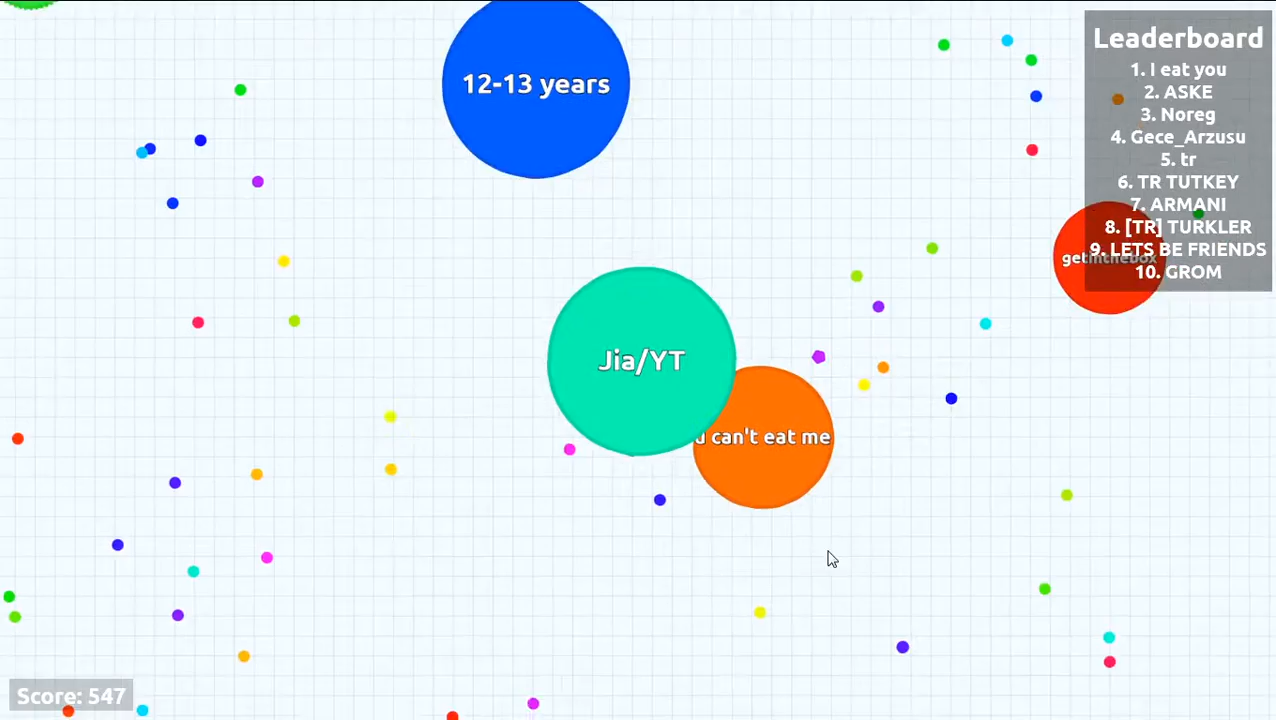 12-13 years
Leaderboard
1. I eat you
2. ASKE
3. Noreg
4. Gece_Arzusu
5. tr
6. TR TUTKEY
7. ARMANI
8. [TR] TURKLER
9. LETS BE FRIENDS
10. GROM
getinthebox
Jia/YT
can't eat me
Score: 547